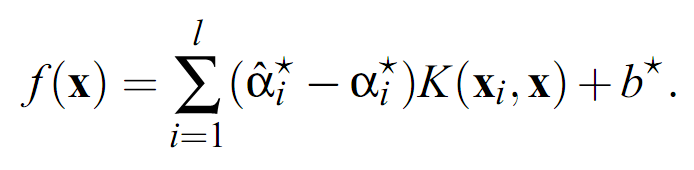 f(x) = ∑_{i=1}^{l} (α̂_i^⋆ − α_i^⋆)K(x_i, x) + b^⋆.